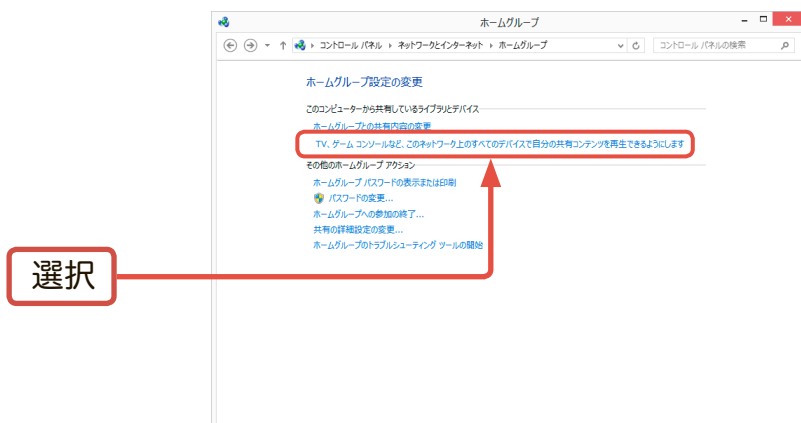 ホームグループ
コントロール パネル ネットワークとインターネット ホームグループ
コントロール パネルの検索
ホームグループ設定の変更
このコンピューターから共有しているライブラリとデバイス
ホームグループとの共有内容の変更
TV、ゲーム コンソールなど、このネットワーク上のすべてのデバイスで自分の共有コンテンツを再生できるようにします
その他のホームグループ アクション
ホームグループ パスワードの表示または印刷
パスワードの変更...
ホームグループへの参加の終了...
共有の詳細設定の変更...
ホームグループのトラブルシューティング ツールの開始
選択